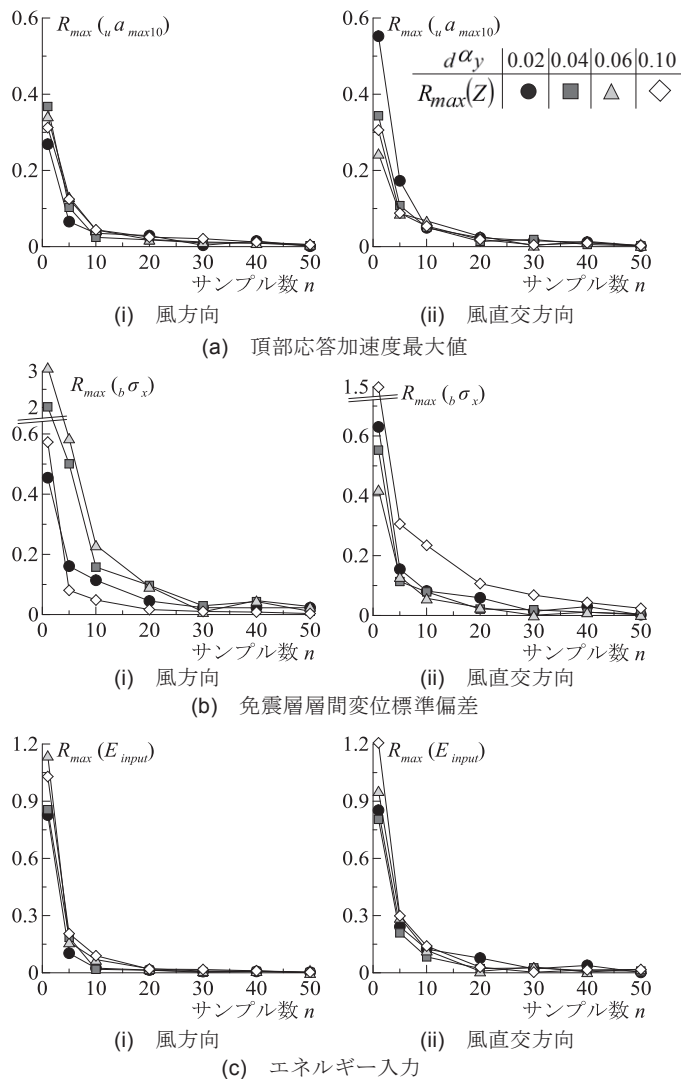 R_max (_u a_max10)
0.6
0.4
0.2
0
0 10 20 30 40 50
サンプル数 n
(i) 風方向
R_max (_u a_max10)
_dα_y 0.02 0.04 0.06 0.10
R_max(Z)
0.6
0.4
0.2
0
0 10 20 30 40 50
サンプル数 n
(ii) 風直交方向
(a) 頂部応答加速度最大値
R_max (_b σ_x)
3
2
0.6
0.4
0.2
0
0 10 20 30 40 50
サンプル数 n
(i) 風方向
R_max (_b σ_x)
1.5
0.6
0.4
0.2
0
0 10 20 30 40 50
サンプル数 n
(ii) 風直交方向
(b) 免震層層間変位標準偏差
R_max (E_input)
1.2
0.9
0.6
0.3
0
0 10 20 30 40 50
サンプル数 n
(i) 風方向
R_max (E_input)
1.2
0.9
0.6
0.3
0
0 10 20 30 40 50
サンプル数 n
(ii) 風直交方向
(c) エネルギー入力